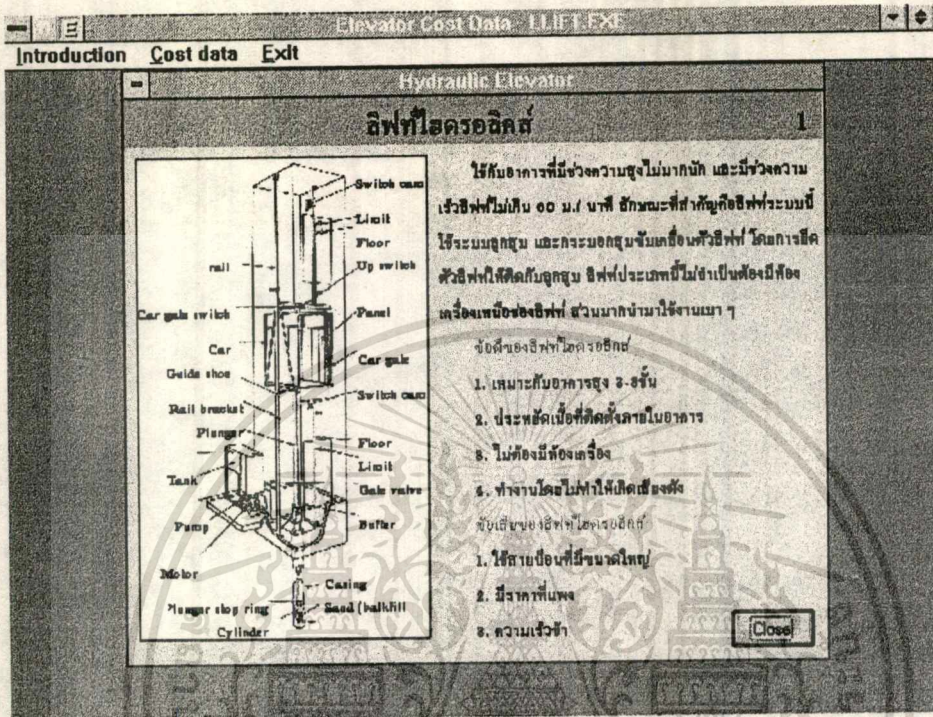 Elevator Cost Data LLIFT.EXE
Introduction Cost data Exit
Hydraulic Elevator
ลิฟท์ไฮดรอลิคส์ 1
ใช้กับอาคารที่มีช่วงความสูงไม่มากนัก และมีช่วงความ
เร็วลิฟท์ไม่เกิน 60 ม./ นาที ลักษณะที่สำคัญคือลิฟท์ระบบนี้
ใช้ระบบลูกสูบ และกระบอกสูบขับเคลื่อนตัวลิฟท์ โดยการยึด
ตัวลิฟท์ให้ติดกับลูกสูบ ลิฟท์ประเภทนี้ไม่จำเป็นต้องมีห้อง
เครื่องเหนือช่องลิฟท์ ส่วนมากนำมาใช้งานเบา ๆ
ข้อดีของลิฟท์ไฮดรอลิคส์
1. เหมาะกับอาคารสูง 3-8ชั้น
2. ประหยัดเนื้อที่ติดตั้งภายในอาคาร
3. ไม่ต้องมีห้องเครื่อง
4. ทำงานโดยไม่ทำให้เกิดเสียงดัง
ข้อเสียของลิฟท์ไฮดรอลิคส์
1. ใช้สายป้อนที่มีขนาดใหญ่
2. มีราคาที่แพง
3. ความเร็วช้า
Close
Switch cam
Limit
Floor
Up switch
rail
Car gate switch
Panel
Car
Car gate
Guide shoe
Switch cam
Rail bracket
Plunger
Floor
Limit
Tank
Gate valve
Buffer
Pump
Motor
Casing
Plunger stop ring
Sand (bakfill
Cylinder